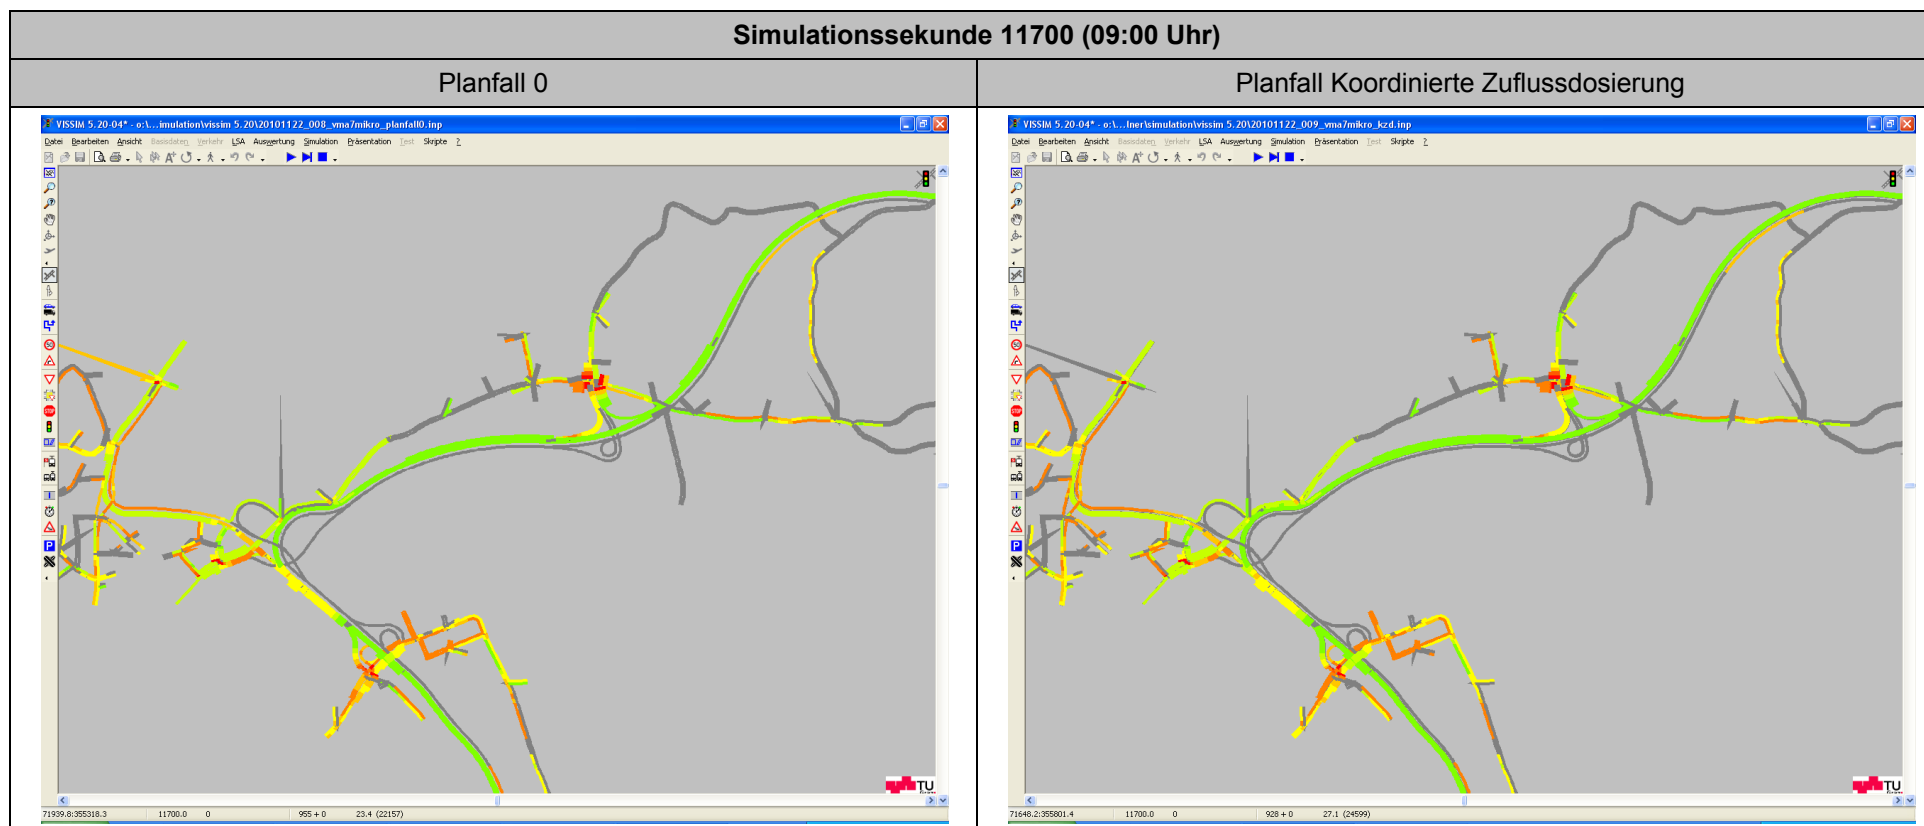 Simulationssekunde 11700 (09:00 Uhr)
Planfall 0
Planfall Koordinierte Zuflussdosierung
VISSIM 5.20-04* - o:\...imulation\vissim 5.20\20101122_008_vma7mikro_planfall0.inp
Datei Bearbeiten Ansicht Basisdaten Verkehr LSA Auswertung Simulation Präsentation Test Skripte ?
TU
71939.8:355318.3 11700.0 0 955 + 0 23.4 (22157)
VISSIM 5.20-04* - o:\...lner\simulation\vissim 5.20\20101122_009_vma7mikro_kzd.inp
Datei Bearbeiten Ansicht Basisdaten Verkehr LSA Auswertung Simulation Präsentation Test Skripte ?
TU
71648.2:355801.4 11700.0 0 928 + 0 27.1 (24599)